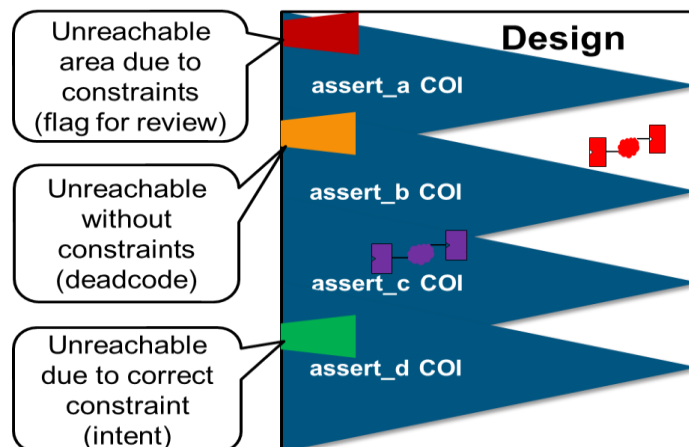 Unreachable
area due to
constraints
(flag for review)
Unreachable
without
constraints
(deadcode)
Unreachable
due to correct
constraint
(intent)
Design
assert_a COI
assert_b COI
assert_c COI
assert_d COI